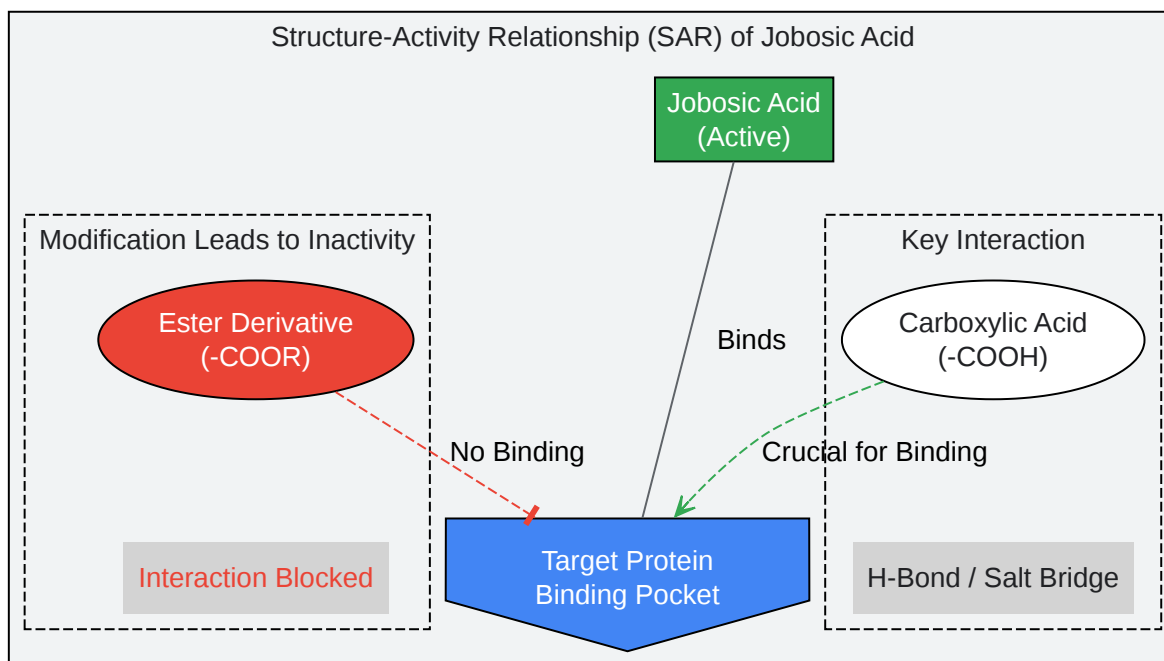 Structure-Activity Relationship (SAR) of Jobosic Acid
Jobosic Acid
(Active)
Modification Leads to Inactivity
Key Interaction
Ester Derivative
(-COOR)
Binds
Carboxylic Acid
(-COOH)
No Binding
Crucial for Binding
Interaction Blocked
Target Protein
Binding Pocket
H-Bond / Salt Bridge